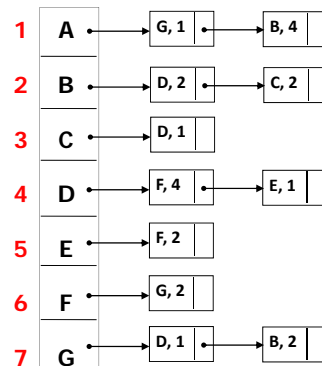 1 A G, 1 B, 4
2 B D, 2 C, 2
3 C D, 1
4 D F, 4 E, 1
5 E F, 2
6 F G, 2
7 G D, 1 B, 2